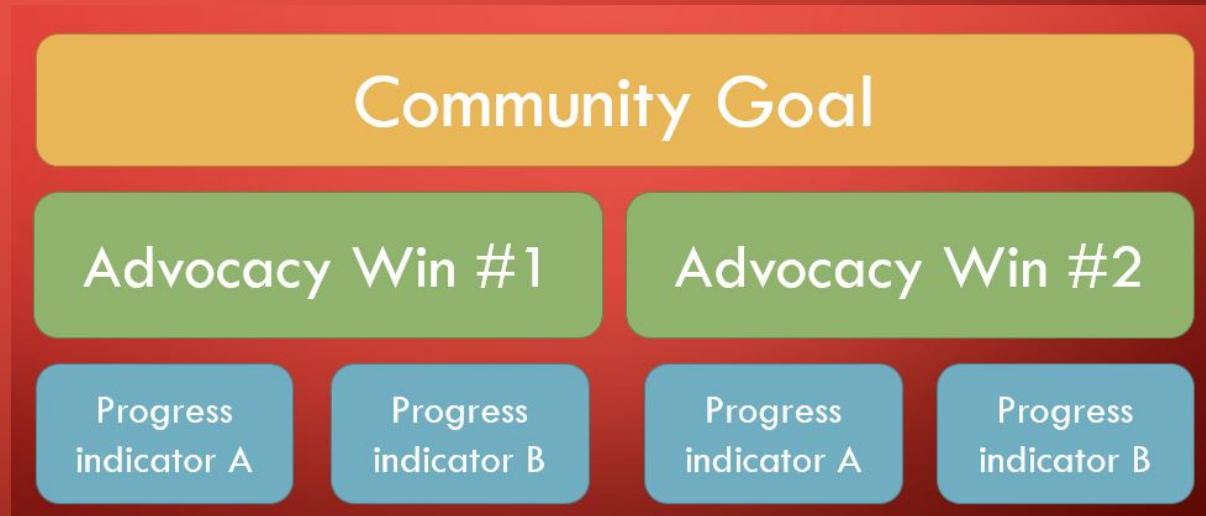 Community Goal
Advocacy Win #1
Advocacy Win #2
Progress
indicator A
Progress
indicator B
Progress
indicator A
Progress
indicator B